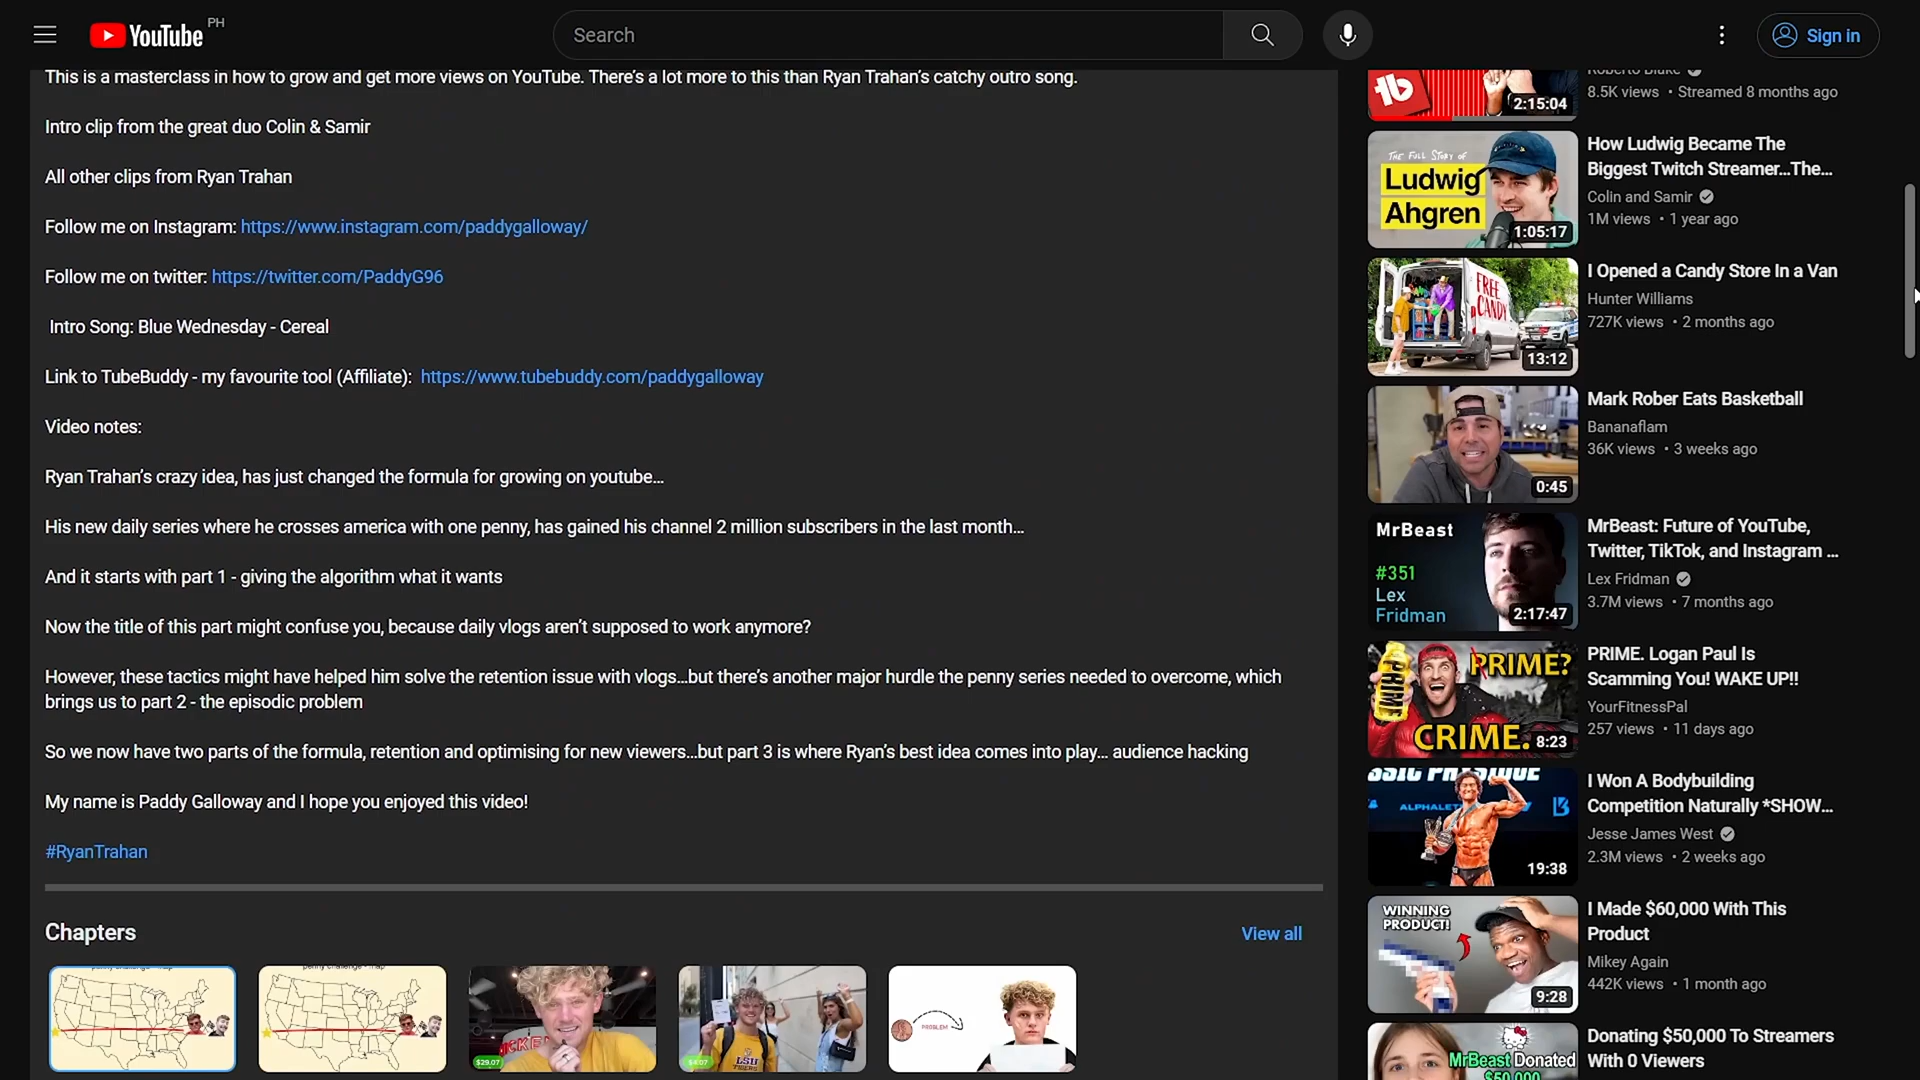 YouTube PH
Search
Sign in
This is a masterclass in how to grow and get more views on YouTube. There's a lot more to this than Ryan Trahan's catchy outro song.
Intro clip from the great duo Colin & Samir
All other clips from Ryan Trahan
Follow me on Instagram: https://www.instagram.com/paddygalloway/
Follow me on twitter: https://twitter.com/PaddyG96
Intro Song: Blue Wednesday - Cereal
Link to TubeBuddy - my favourite tool (Affiliate): https://www.tubebuddy.com/paddygalloway
Video notes:
Ryan Trahan's crazy idea, has just changed the formula for growing on youtube…
His new daily series where he crosses america with one penny, has gained his channel 2 million subscribers in the last month…
And it starts with part 1 - giving the algorithm what it wants
Now the title of this part might confuse you, because daily vlogs aren't supposed to work anymore?
However, these tactics might have helped him solve the retention issue with vlogs…but there's another major hurdle the penny series needed to overcome, which
brings us to part 2 - the episodic problem
So we now have two parts of the formula, retention and optimising for new viewers…but part 3 is where Ryan's best idea comes into play… audience hacking
My name is Paddy Galloway and I hope you enjoyed this video!
#RyanTrahan
Chapters
View all
penny challenge - map
penny challenge - map
$29.07
LSU
TIGERS
$4.07
PROBLEM
2:15:04
Roberto Blake
8.5K views • Streamed 8 months ago
THE FULL STORY OF
Ludwig
Ahgren
1:05:17
How Ludwig Became The
Biggest Twitch Streamer…The…
Colin and Samir
1M views • 1 year ago
FREE
CANDY
13:12
I Opened a Candy Store In a Van
Hunter Williams
727K views • 2 months ago
0:45
Mark Rober Eats Basketball
Bananaflam
36K views • 3 weeks ago
MrBeast
#351
Lex
Fridman
2:17:47
MrBeast: Future of YouTube,
Twitter, TikTok, and Instagram …
Lex Fridman
3.7M views • 7 months ago
PRIME?
PRIME
CRIME.
8:23
PRIME. Logan Paul Is
Scamming You! WAKE UP!!
YourFitnessPal
257 views • 11 days ago
ALPHALETE
19:38
I Won A Bodybuilding
Competition Naturally *SHOW…
Jesse James West
2.3M views • 2 weeks ago
WINNING
PRODUCT!
9:28
I Made $60,000 With This
Product
Mikey Again
442K views • 1 month ago
MrBeast Donated
$50,000
Donating $50,000 To Streamers
With 0 Viewers